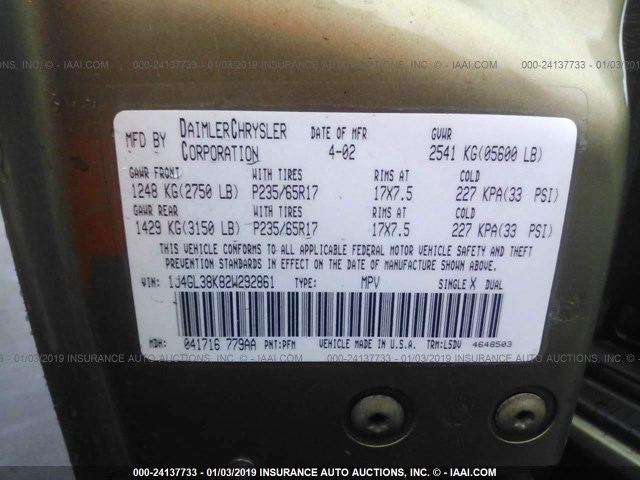 000-24137733 - 01/03/2019 INSURANCE AUTO AUCTIONS, INC. - IAAI.COM
MFD BY DAIMLERCHRYSLER CORPORATION DATE OF MFR 4-02 GVWR 2541 KG(05600 LB)
GAWR FRONT WITH TIRES RIMS AT COLD
1248 KG(2750 LB) P235/65R17 17X7.5 227 KPA(33 PSI)
GAWR REAR WITH TIRES RIMS AT COLD
1429 KG(3150 LB) P235/65R17 17X7.5 227 KPA(33 PSI)
THIS VEHICLE CONFORMS TO ALL APPLICABLE FEDERAL MOTOR VEHICLE SAFETY AND THEFT
PREVENTION STANDARDS IN EFFECT ON THE DATE OF MANUFACTURE SHOWN ABOVE.
VIN: 1J4GL38K82W292861 TYPE: MPV SINGLE X DUAL
MDH: 041716 779AA PNT:PFM VEHICLE MADE IN U.S.A. TRM:L5DV 4648503
000-24137733 - 01/03/2019 INSURANCE AUTO AUCTIONS, INC. - IAAI.COM
000-24137733 - 01/03/2019 INSURANCE AUTO AUCTIONS, INC. - IAAI.COM